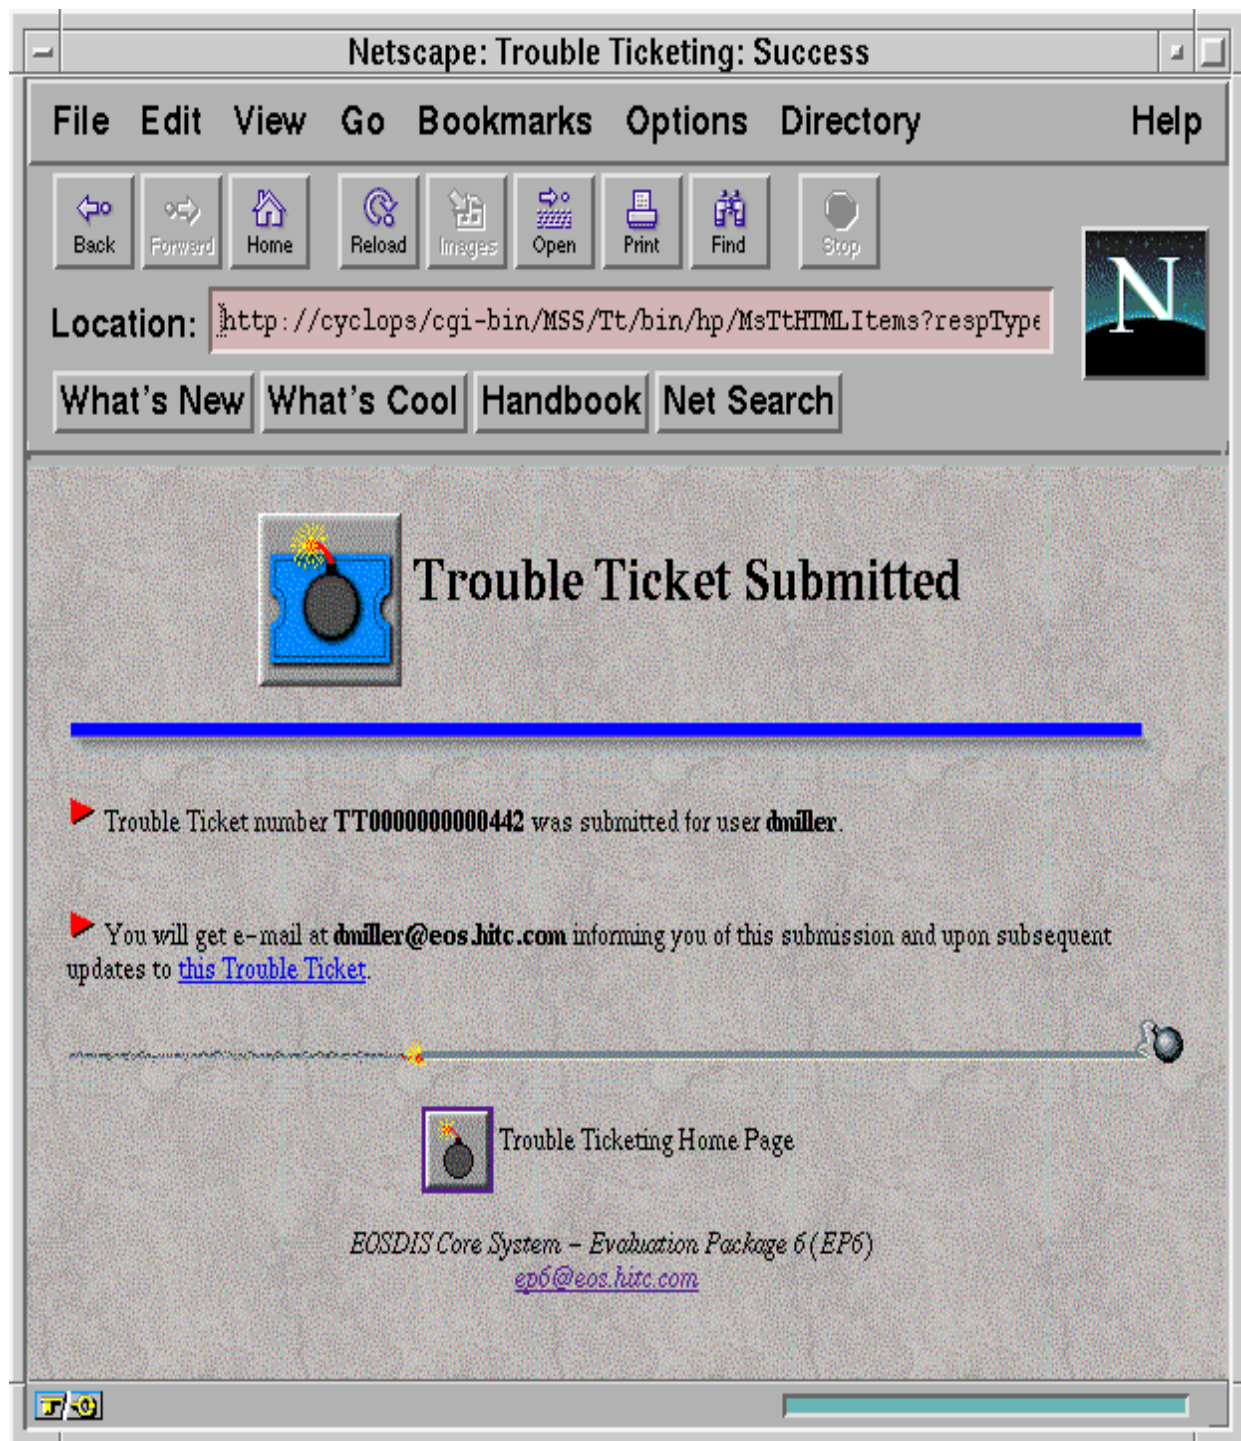 Netscape: Trouble Ticketing: Success
File Edit View Go Bookmarks Options Directory Help
Back Forward Home Reload Images Open Print Find Stop
N
Location: http://cyclops/cgi-bin/MSS/Tt/bin/hp/MsTtHTMLItems?respType
What's New What's Cool Handbook Net Search
Trouble Ticket Submitted
Trouble Ticket number TT0000000000442 was submitted for user dmiller.
You will get e-mail at dmiller@eos.hitc.com informing you of this submission and upon subsequent
updates to this Trouble Ticket.
Trouble Ticketing Home Page
EOSDIS Core System - Evaluation Package 6 (EP6)
ep6@eos.hitc.com